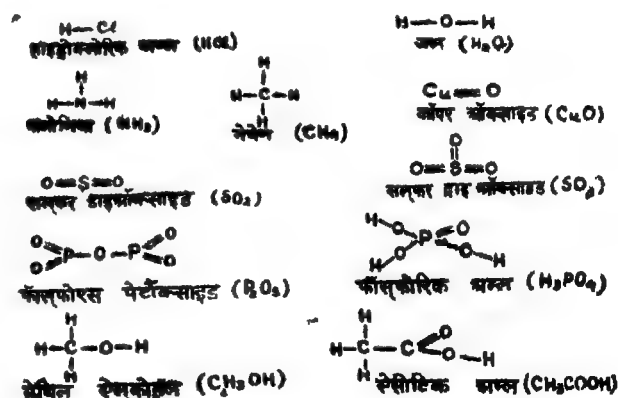 H—Cl
हाइड्रोक्लोरिक अम्ल (HCl)
H—O—H
जल (H₂O)
H
H—N—H
अमोनिया (NH₃)
H
H—C—H
H
मेथेन (CH₄)
Cu=O
कॉपर ऑक्साइड (CuO)
O=S=O
सल्फर डाइऑक्साइड (SO₂)
O
O=S=O
सल्फर ट्राइ ऑक्साइड (SO₃)
O O
P—O—P
O O
फॉस्फोरस पेंटॉक्साइड (P₂O₅)
H O O
P
H O O H
फॉस्फोरिक अम्ल (H₃PO₄)
H
H—C—O—H
H
मेथिल ऐल्कोहॉल (CH₃OH)
H O
H—C—C
H O—H
ऐसीटिक अम्ल (CH₃COOH)